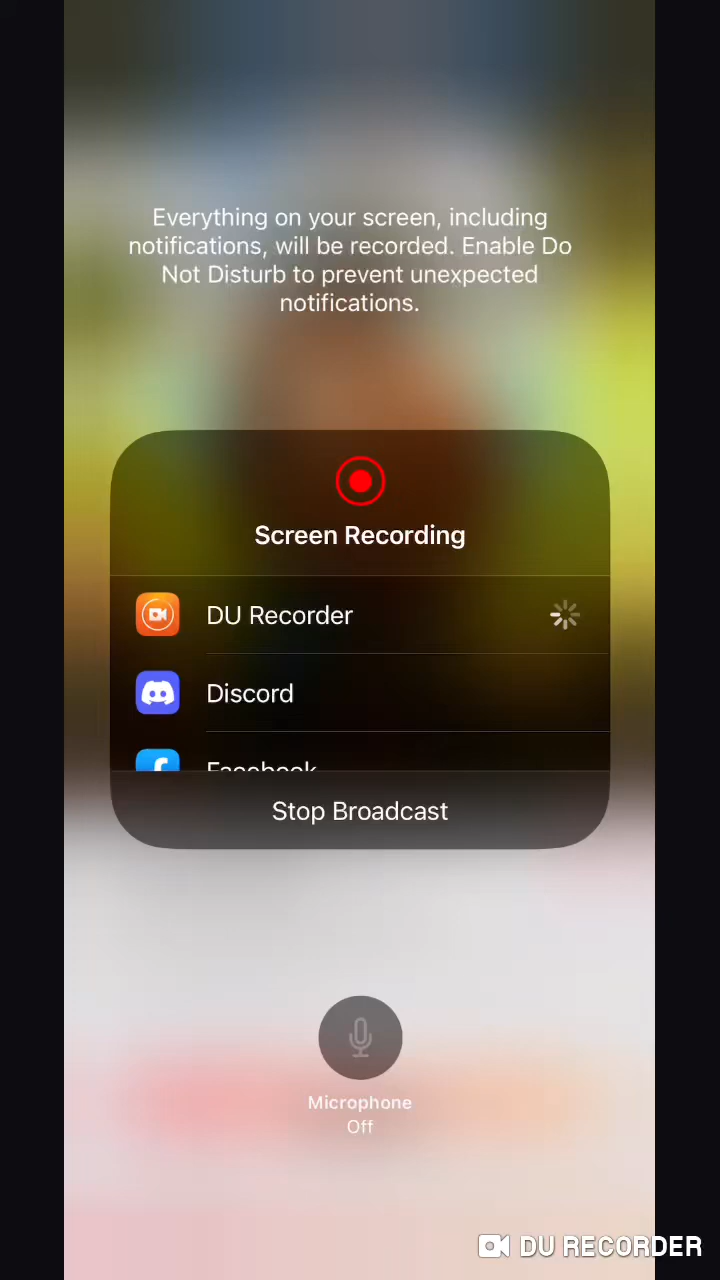 Everything on your screen, including
notifications, will be recorded. Enable Do
Not Disturb to prevent unexpected
notifications.
Screen Recording
DU Recorder
Discord
Facebook
Stop Broadcast
Microphone
Off
DU RECORDER